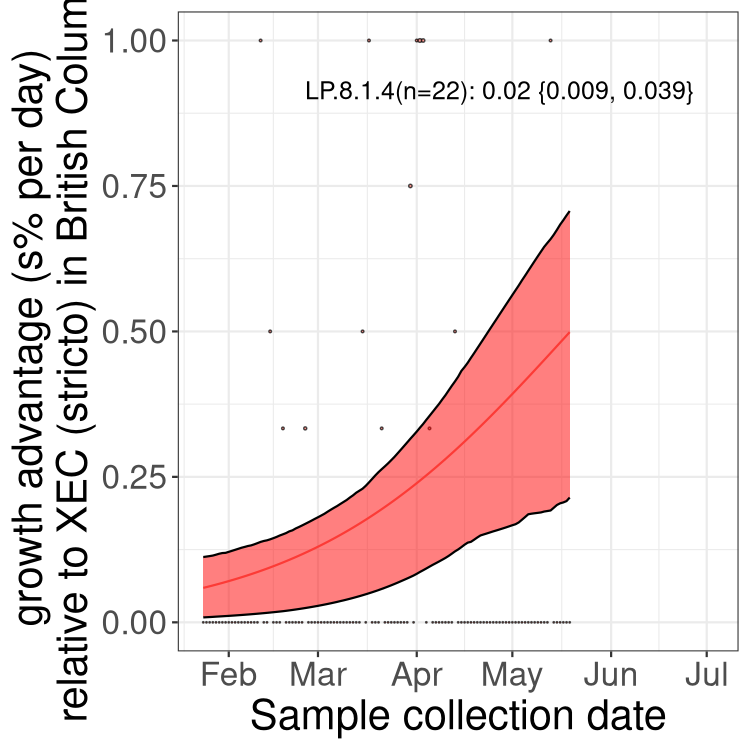 growth advantage (s% per day)
relative to XEC (stricto) in British Colum
1.00
0.75
0.50
0.25
0.00
LP.8.1.4(n=22): 0.02 {0.009, 0.039}
Feb Mar Apr May Jun Jul
Sample collection date